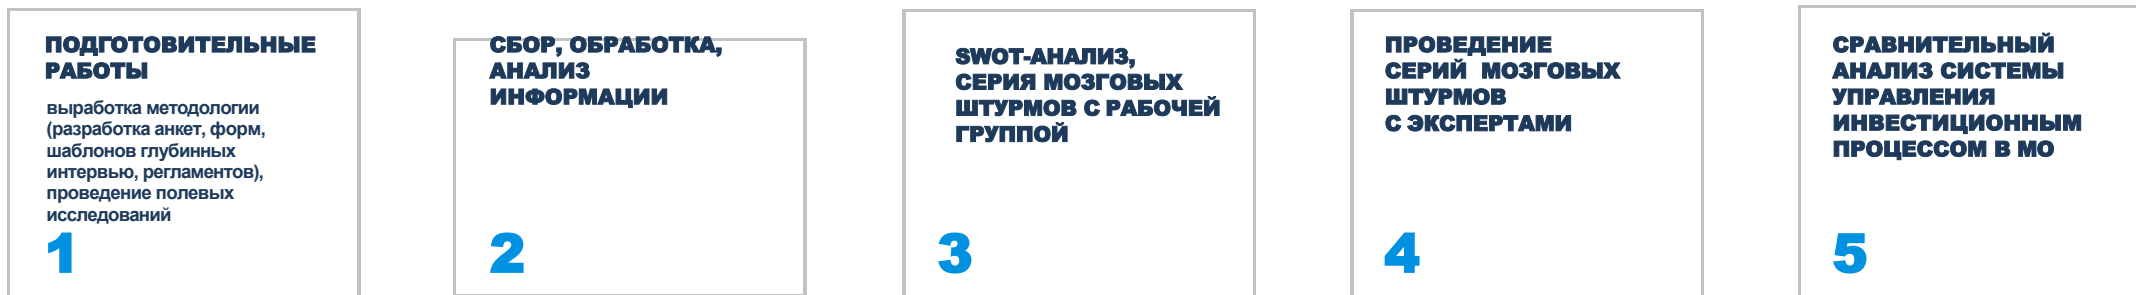 ПОДГОТОВИТЕЛЬНЫЕ
РАБОТЫ
выработка методологии
(разработка анкет, форм,
шаблонов глубинных
интервью, регламентов),
проведение полевых
исследований
1
СБОР, ОБРАБОТКА,
АНАЛИЗ
ИНФОРМАЦИИ
2
SWOT-АНАЛИЗ,
СЕРИЯ МОЗГОВЫХ
ШТУРМОВ С РАБОЧЕЙ
ГРУППОЙ
3
ПРОВЕДЕНИЕ
СЕРИЙ МОЗГОВЫХ
ШТУРМОВ
С ЭКСПЕРТАМИ
4
СРАВНИТЕЛЬНЫЙ
АНАЛИЗ СИСТЕМЫ
УПРАВЛЕНИЯ
ИНВЕСТИЦИОННЫМ
ПРОЦЕССОМ В МО
5